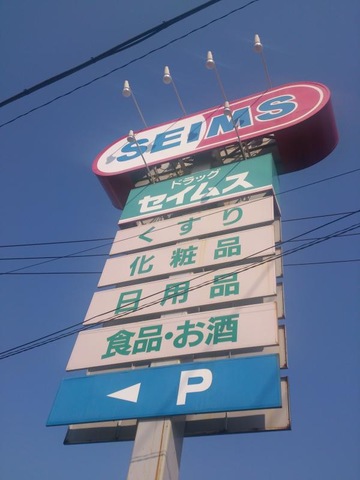 SEIMS
ドラッグ
セイムス
くすり
化粧品
日用品
食品・お酒
◀ P